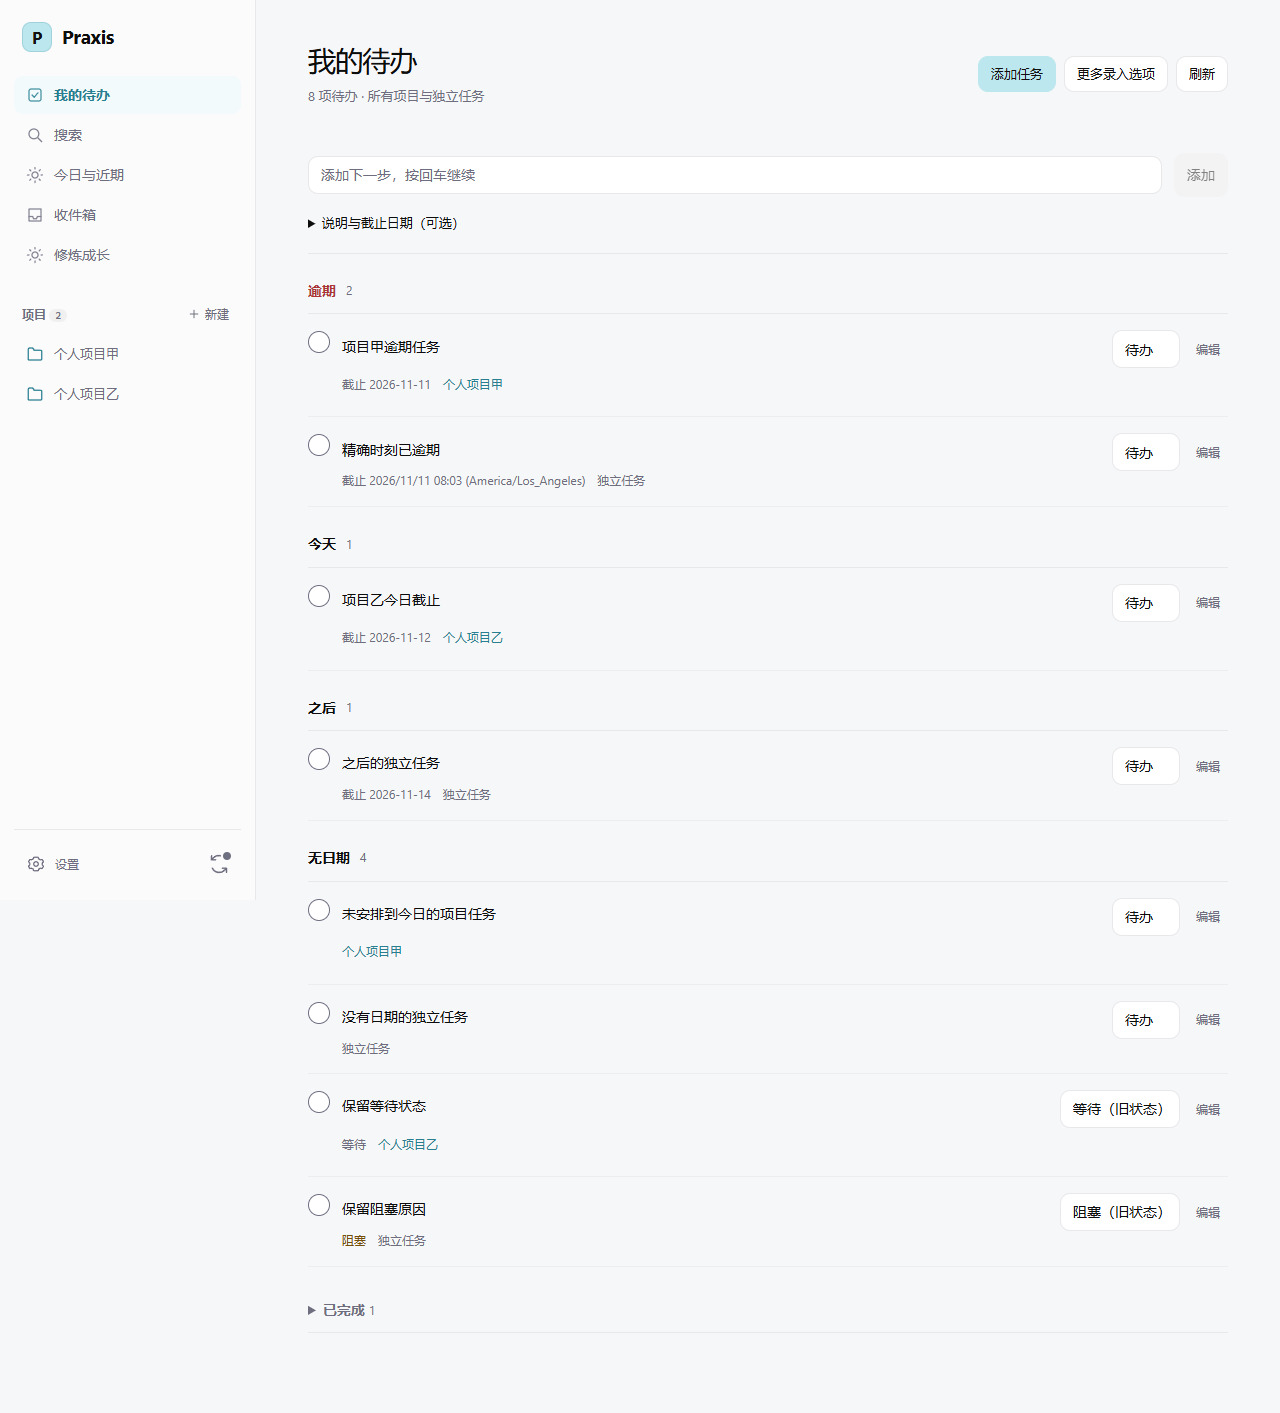 P Praxis
我的待办
搜索
今日与近期
收件箱
修炼成长
项目 2 + 新建
个人项目甲
个人项目乙
设置
我的待办
8 项待办 · 所有项目与独立任务
添加任务 更多录入选项 刷新
添加下一步，按回车继续 添加
说明与截止日期（可选）
逾期 2
项目甲逾期任务 待办 编辑
截止 2026-11-11 个人项目甲
精确时刻已逾期 待办 编辑
截止 2026/11/11 08:03 (America/Los_Angeles) 独立任务
今天 1
项目乙今日截止 待办 编辑
截止 2026-11-12 个人项目乙
之后 1
之后的独立任务 待办 编辑
截止 2026-11-14 独立任务
无日期 4
未安排到今日的项目任务 待办 编辑
个人项目甲
没有日期的独立任务 待办 编辑
独立任务
保留等待状态 等待（旧状态） 编辑
等待 个人项目乙
保留阻塞原因 阻塞（旧状态） 编辑
阻塞 独立任务
已完成 1